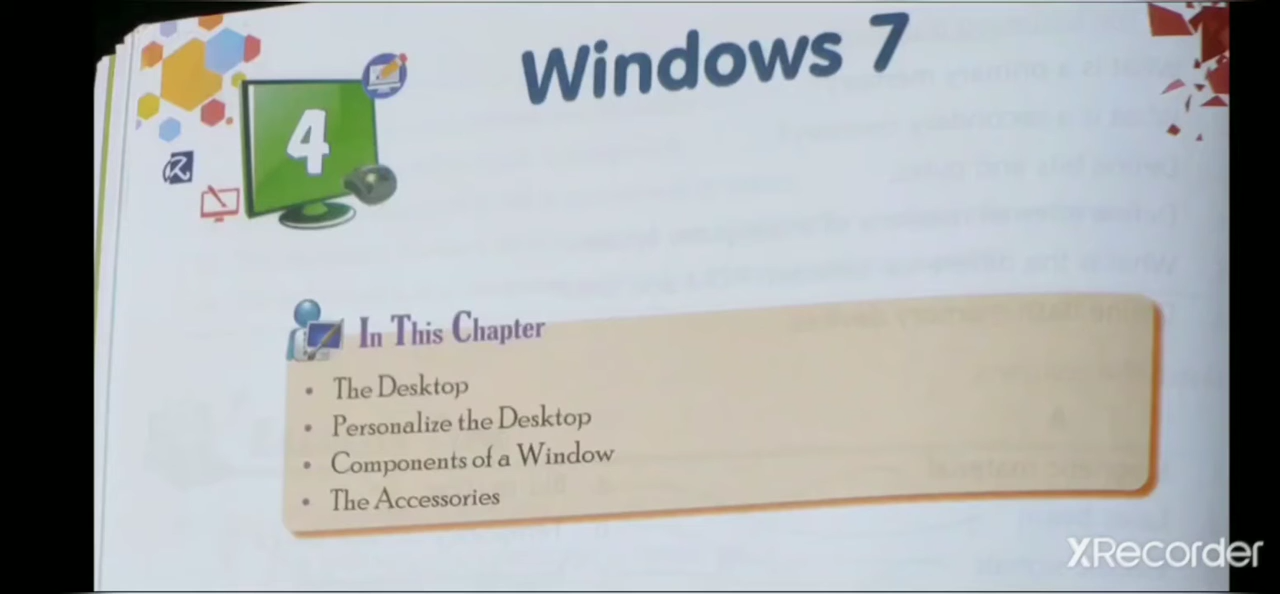 Windows 7
4
In This Chapter
• The Desktop
• Personalize the Desktop
• Components of a Window
• The Accessories
XRecorder